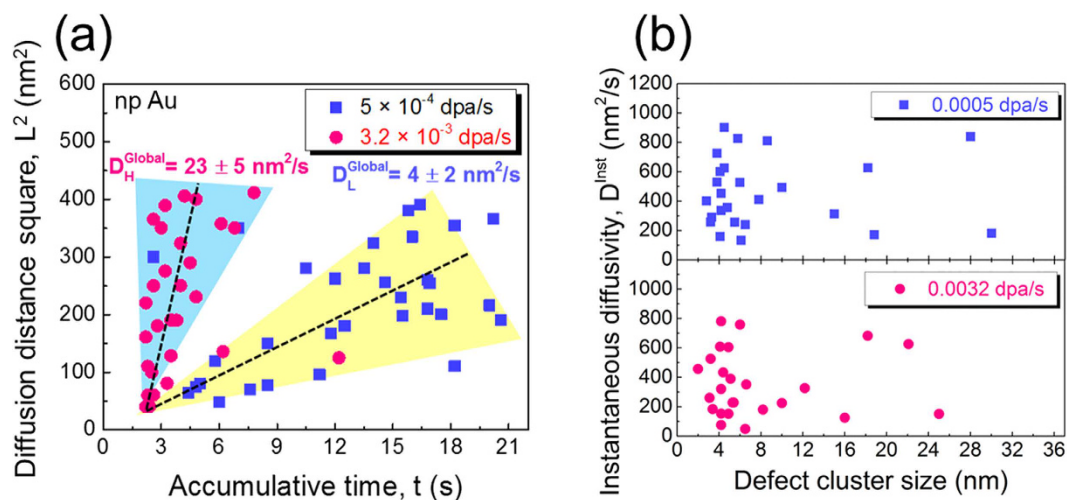 (a)
np Au
5 × 10⁻⁴ dpa/s
3.2 × 10⁻³ dpa/s
D_H^Global = 23 ± 5 nm²/s
D_L^Global = 4 ± 2 nm²/s
Diffusion distance square, L² (nm²)
600
500
400
300
200
100
0
0 3 6 9 12 15 18 21
Accumulative time, t (s)
(b)
Instantaneous diffusivity, D^Inst (nm²/s)
1200
1000
800
600
400
200
0
0.0005 dpa/s
1000
800
600
400
200
0
0.0032 dpa/s
0 4 8 12 16 20 24 28 32 36
Defect cluster size (nm)